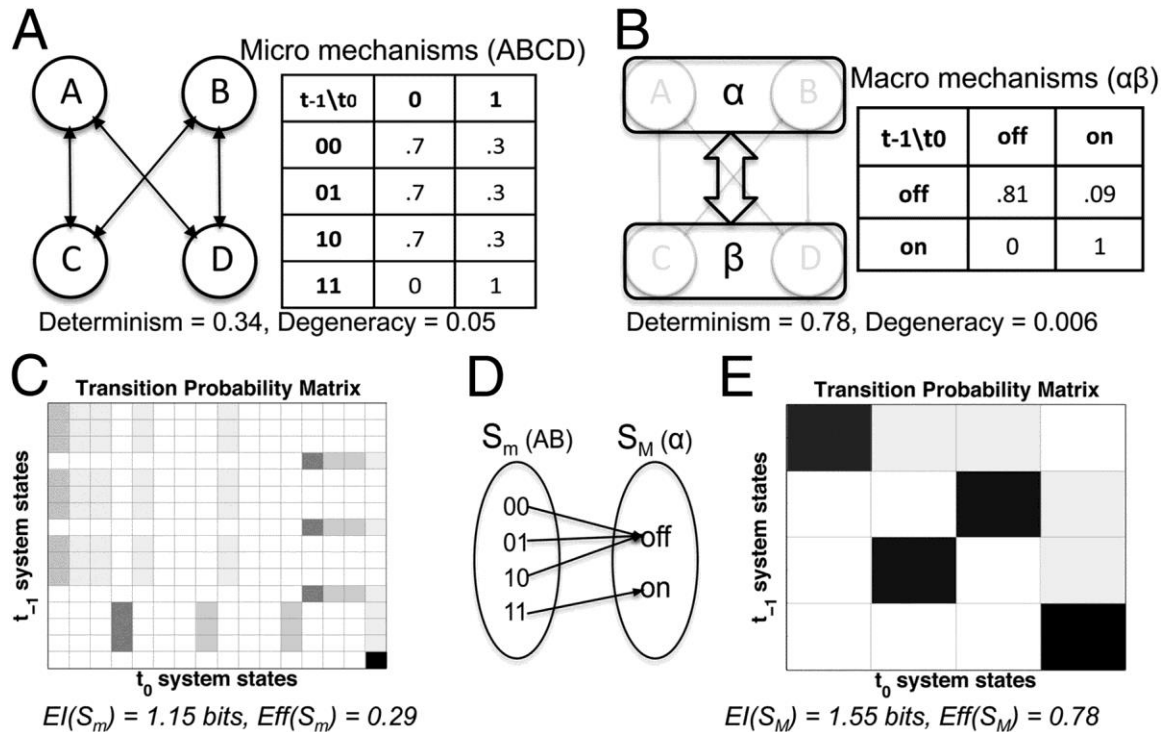 A
Micro mechanisms (ABCD)
A B
C D
t-1\t0 0 1
00 .7 .3
01 .7 .3
10 .7 .3
11 0 1
Determinism = 0.34, Degeneracy = 0.05
B
Macro mechanisms (αβ)
A α B
C β D
t-1\t0 off on
off .81 .09
on 0 1
Determinism = 0.78, Degeneracy = 0.006
C
Transition Probability Matrix
t₋₁ system states
t₀ system states
EI(Sₘ) = 1.15 bits, Eff(Sₘ) = 0.29
D
Sₘ (AB) S_M (α)
00
01 off
10
11 on
E
Transition Probability Matrix
t₋₁ system states
t₀ system states
EI(S_M) = 1.55 bits, Eff(S_M) = 0.78